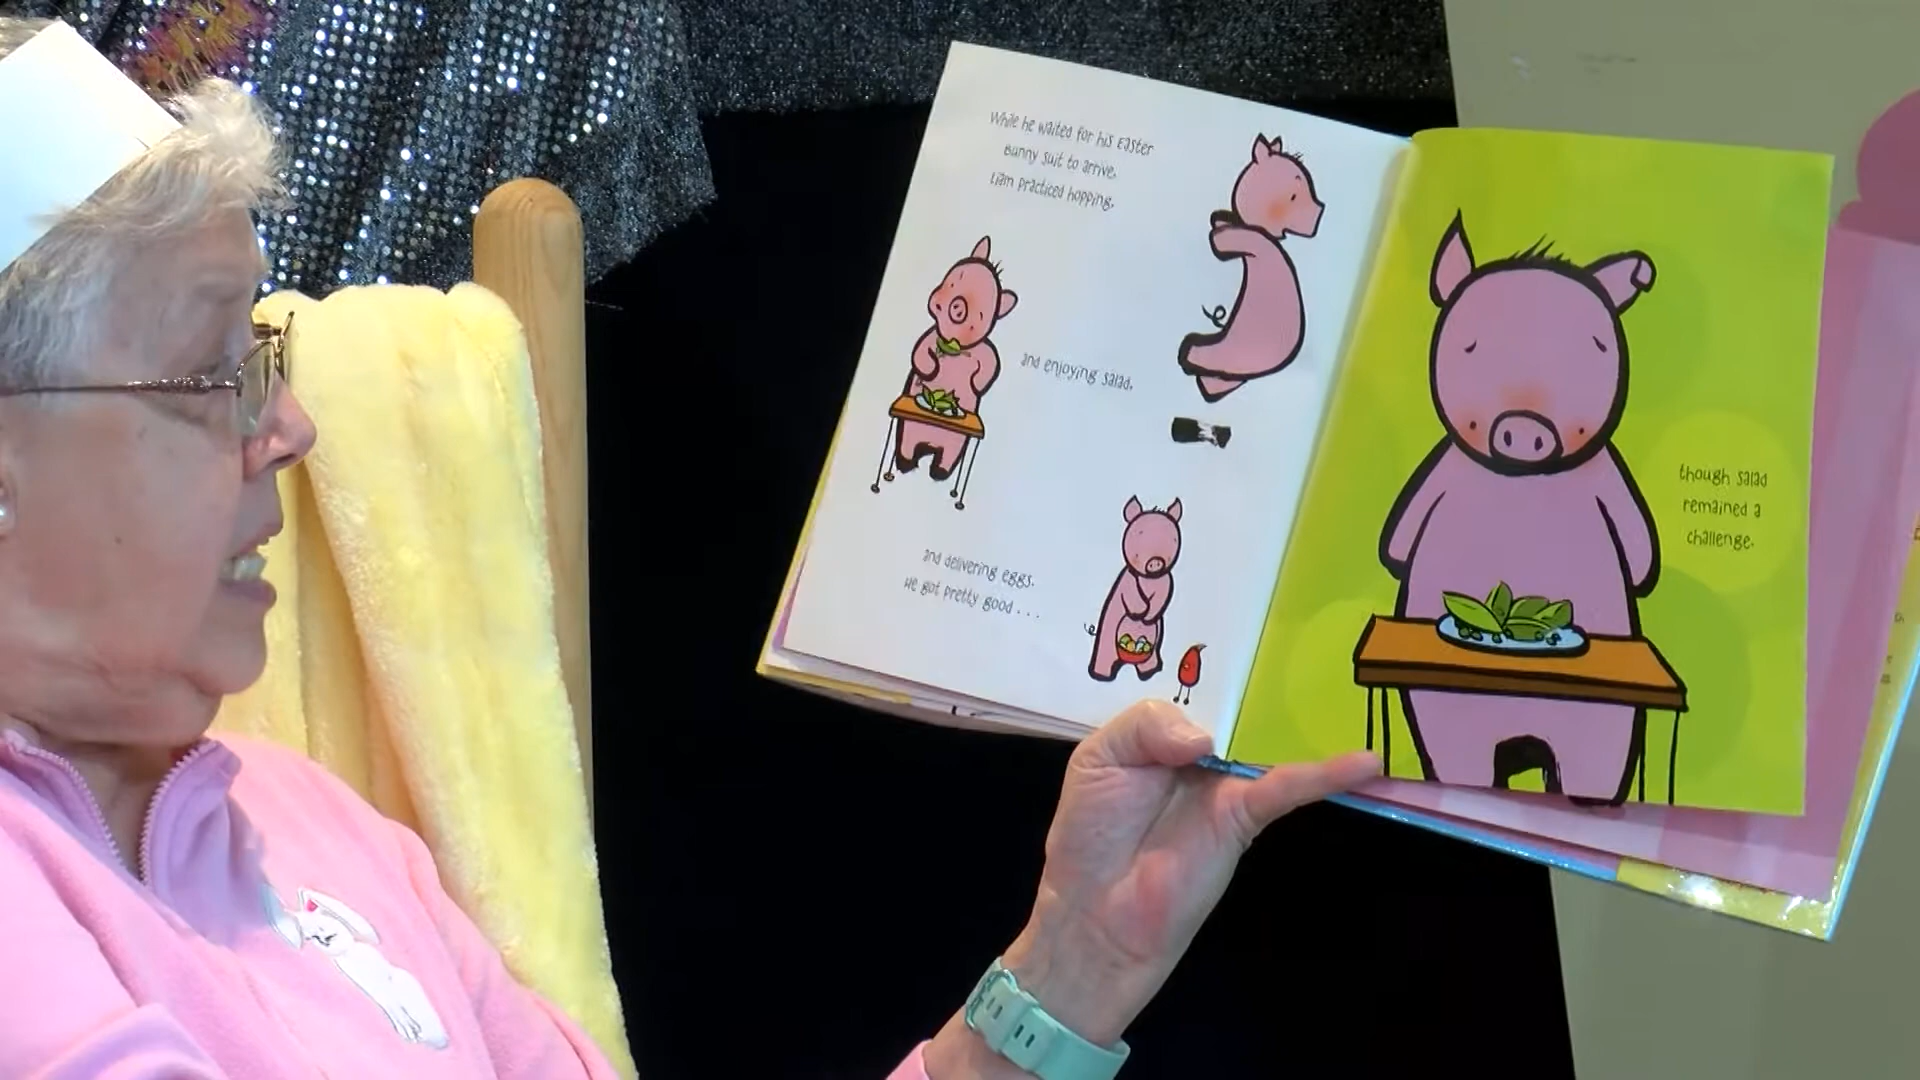 While he waited for his Easter
Bunny suit to arrive,
Liam practiced hopping,
and enjoying salad,
and delivering eggs.
He got pretty good . . .
though salad
remained a
challenge.